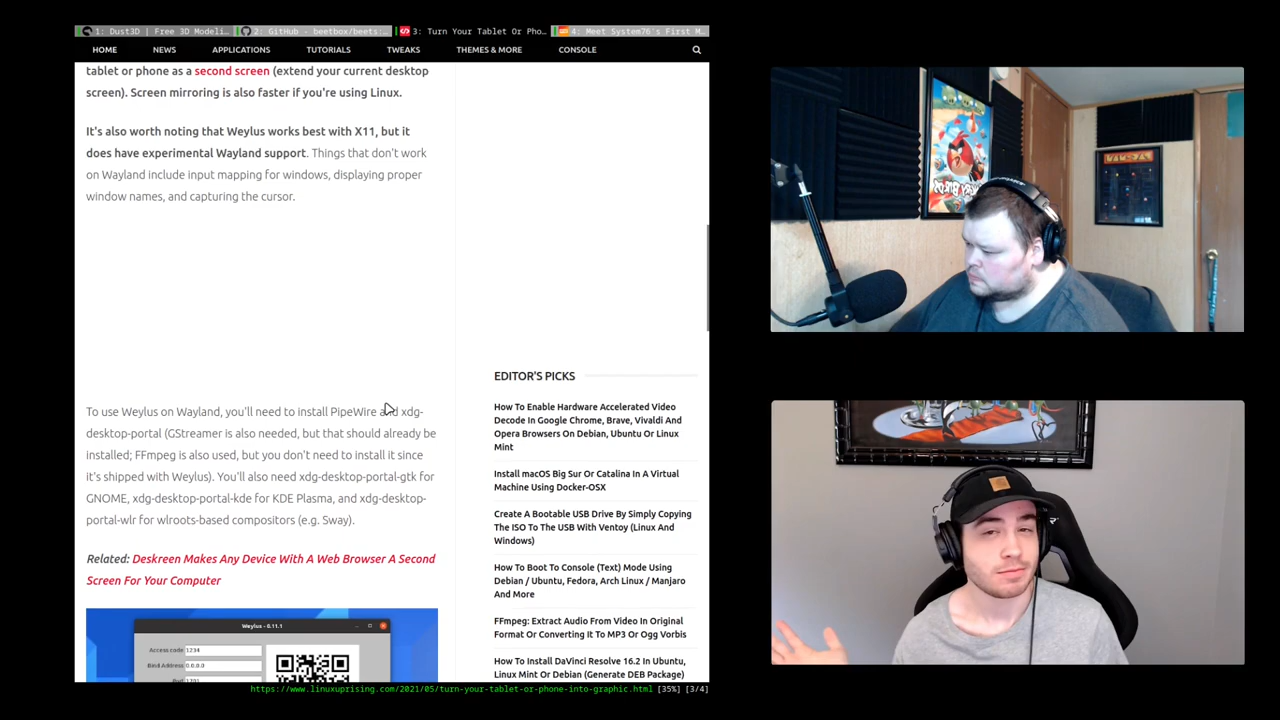 1: Dust3D | Free 3D Modeli… 2: GitHub - beetbox/beets:… 3: Turn Your Tablet Or Pho… 4: Meet System76's First M…
HOME NEWS APPLICATIONS TUTORIALS TWEAKS THEMES & MORE CONSOLE
tablet or phone as a second screen (extend your current desktop
screen). Screen mirroring is also faster if you're using Linux.
It's also worth noting that Weylus works best with X11, but it
does have experimental Wayland support. Things that don't work
on Wayland include input mapping for windows, displaying proper
window names, and capturing the cursor.
To use Weylus on Wayland, you'll need to install PipeWire and xdg-
desktop-portal (GStreamer is also needed, but that should already be
installed; FFmpeg is also used, but you don't need to install it since
it's shipped with Weylus). You'll also need xdg-desktop-portal-gtk for
GNOME, xdg-desktop-portal-kde for KDE Plasma, and xdg-desktop-
portal-wlr for wlroots-based compositors (e.g. Sway).
Related: Deskreen Makes Any Device With A Web Browser A Second
Screen For Your Computer
Weylus - 0.11.1
Access code 1234
Bind Address 0.0.0.0
Port 1701
EDITOR'S PICKS
How To Enable Hardware Accelerated Video
Decode In Google Chrome, Brave, Vivaldi And
Opera Browsers On Debian, Ubuntu Or Linux
Mint
Install macOS Big Sur Or Catalina In A Virtual
Machine Using Docker-OSX
Create A Bootable USB Drive By Simply Copying
The ISO To The USB With Ventoy (Linux And
Windows)
How To Boot To Console (Text) Mode Using
Debian / Ubuntu, Fedora, Arch Linux / Manjaro
And More
FFmpeg: Extract Audio From Video In Original
Format Or Converting It To MP3 Or Ogg Vorbis
How To Install DaVinci Resolve 16.2 In Ubuntu,
Linux Mint Or Debian (Generate DEB Package)
https://www.linuxuprising.com/2021/05/turn-your-tablet-or-phone-into-graphic.html [35%] [3/4]